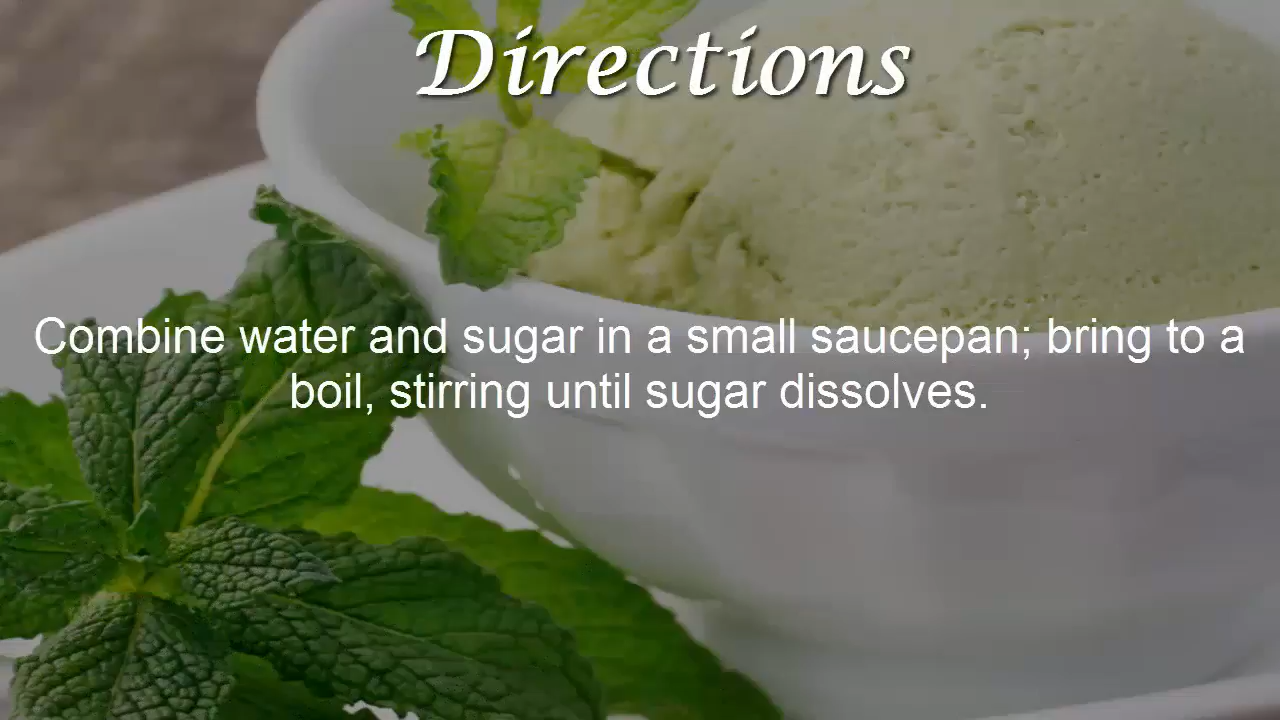 Directions
Combine water and sugar in a small saucepan; bring to a
boil, stirring until sugar dissolves.